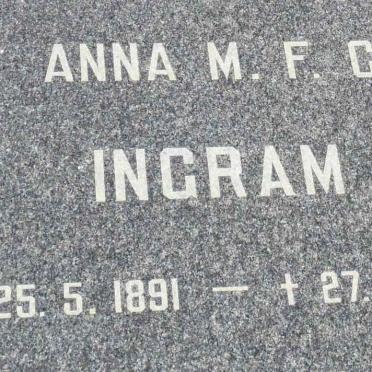 ANNA M. F. C
INGRAM
25. 5. 1891 — † 27.